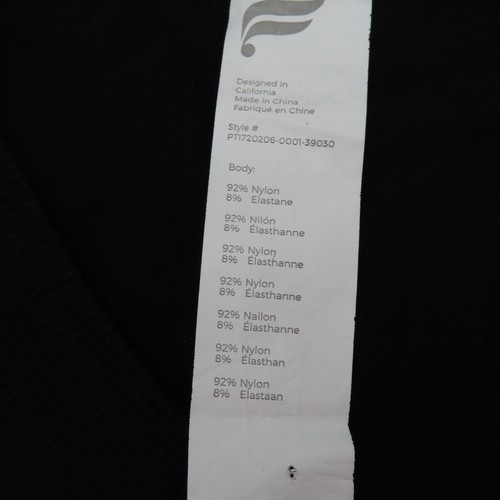 Designed in
California
Made in China
Fabriqué en Chine
Style #
PT1720206-0001-39030
Body:
92% Nylon
8% Elastane
92% Nilón
8% Élasthanne
92% Nylon
8% Élasthanne
92% Nylon
8% Élasthanne
92% Nailon
8% Élasthanne
92% Nylon
8% Élasthan
92% Nylon
8% Elastaan